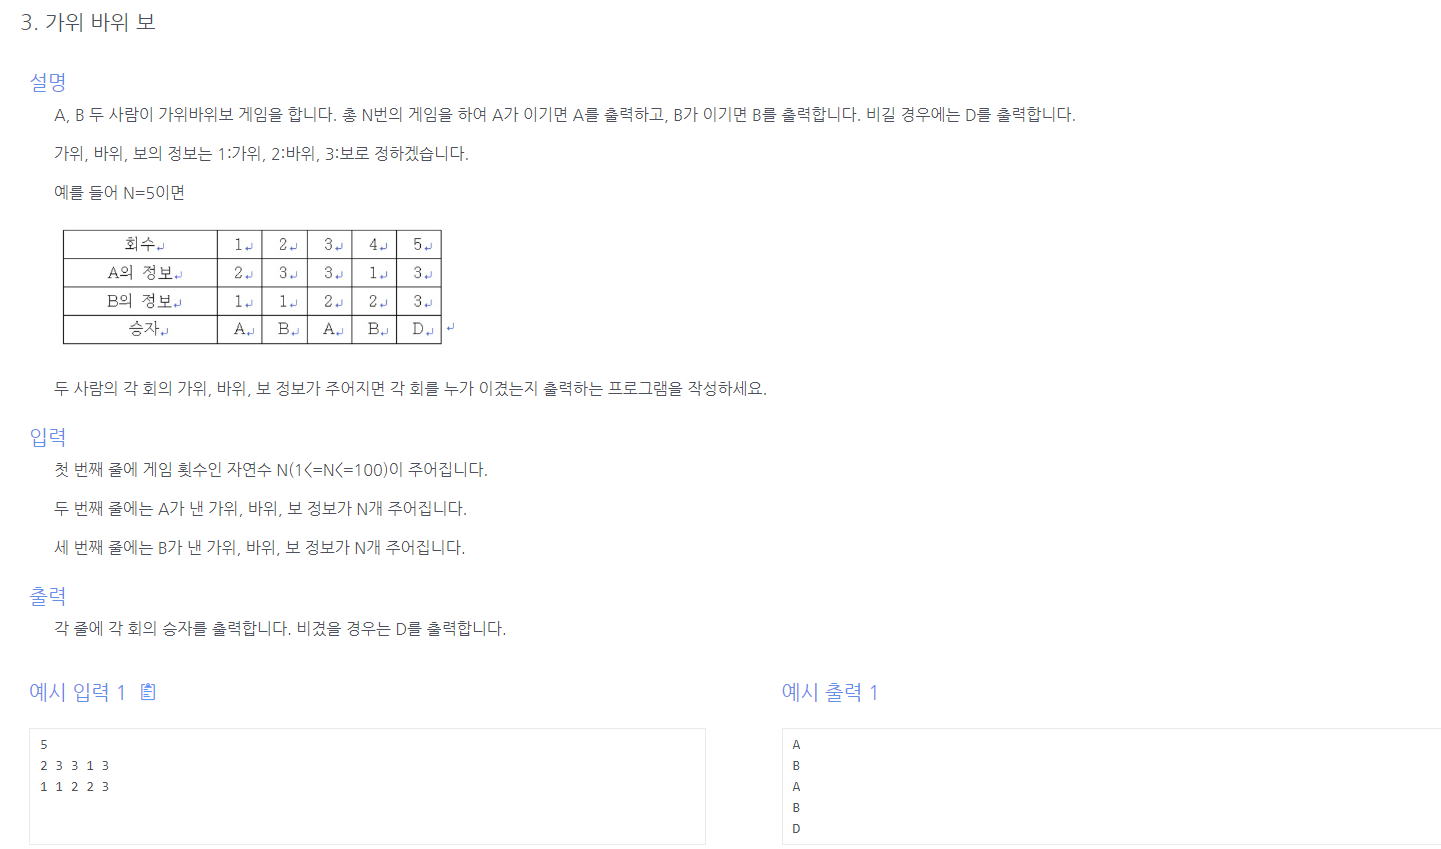 3. 가위 바위 보
설명
A, B 두 사람이 가위바위보 게임을 합니다. 총 N번의 게임을 하여 A가 이기면 A를 출력하고, B가 이기면 B를 출력합니다. 비길 경우에는 D를 출력합니다.
가위, 바위, 보의 정보는 1:가위, 2:바위, 3:보로 정하겠습니다.
예를 들어 N=5이면
회수↵ 1↵ 2↵ 3↵ 4↵ 5↵
A의 정보↵ 2↵ 3↵ 3↵ 1↵ 3↵
B의 정보↵ 1↵ 1↵ 2↵ 2↵ 3↵
승자↵ A↵ B↵ A↵ B↵ D↵ ↵
두 사람의 각 회의 가위, 바위, 보 정보가 주어지면 각 회를 누가 이겼는지 출력하는 프로그램을 작성하세요.
입력
첫 번째 줄에 게임 횟수인 자연수 N(1<=N<=100)이 주어집니다.
두 번째 줄에는 A가 낸 가위, 바위, 보 정보가 N개 주어집니다.
세 번째 줄에는 B가 낸 가위, 바위, 보 정보가 N개 주어집니다.
출력
각 줄에 각 회의 승자를 출력합니다. 비겼을 경우는 D를 출력합니다.
예시 입력 1
5
2 3 3 1 3
1 1 2 2 3
예시 출력 1
A
B
A
B
D